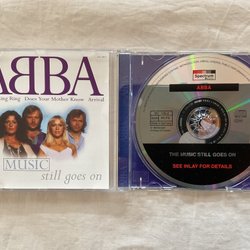 ABBA
Ring Ring Does Your Mother Know Arrival
MUSIC
still goes on
Spectrum
ABBA
THE MUSIC STILL GOES ON
SEE INLAY FOR DETAILS